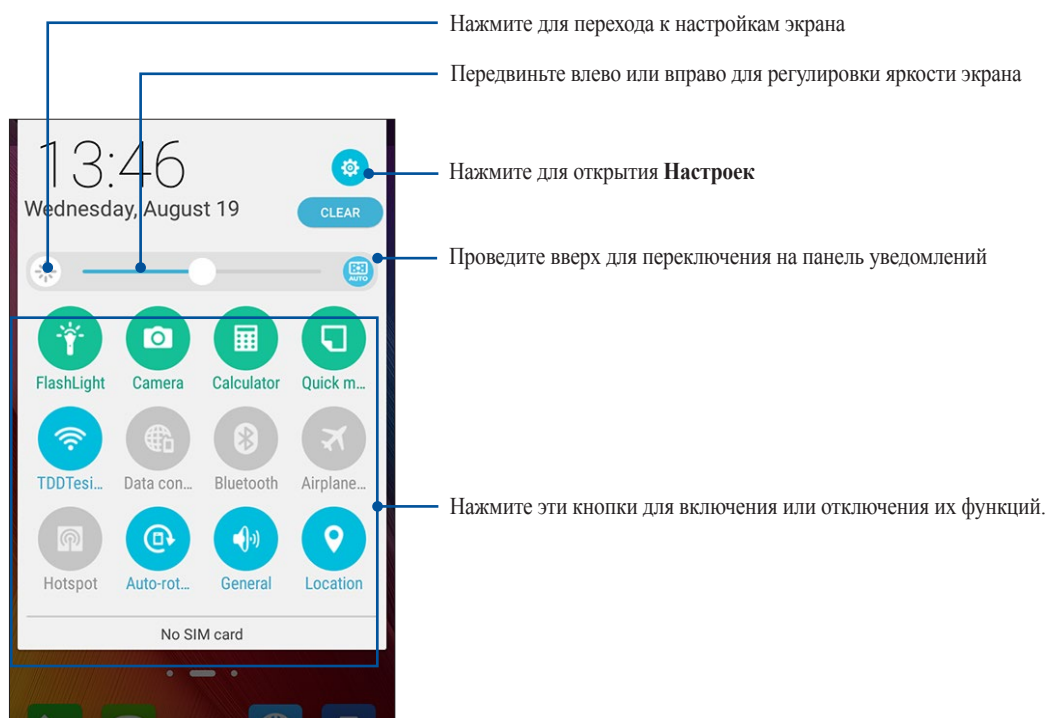 Нажмите для перехода к настройкам экрана
Передвиньте влево или вправо для регулировки яркости экрана
13:46
Нажмите для открытия Настроек
Wednesday, August 19
CLEAR
Проведите вверх для переключения на панель уведомлений
AUTO
FlashLight Camera Calculator Quick m...
TDDTesi... Data con... Bluetooth Airplane...
Нажмите эти кнопки для включения или отключения их функций.
Hotspot Auto-rot... General Location
No SIM card